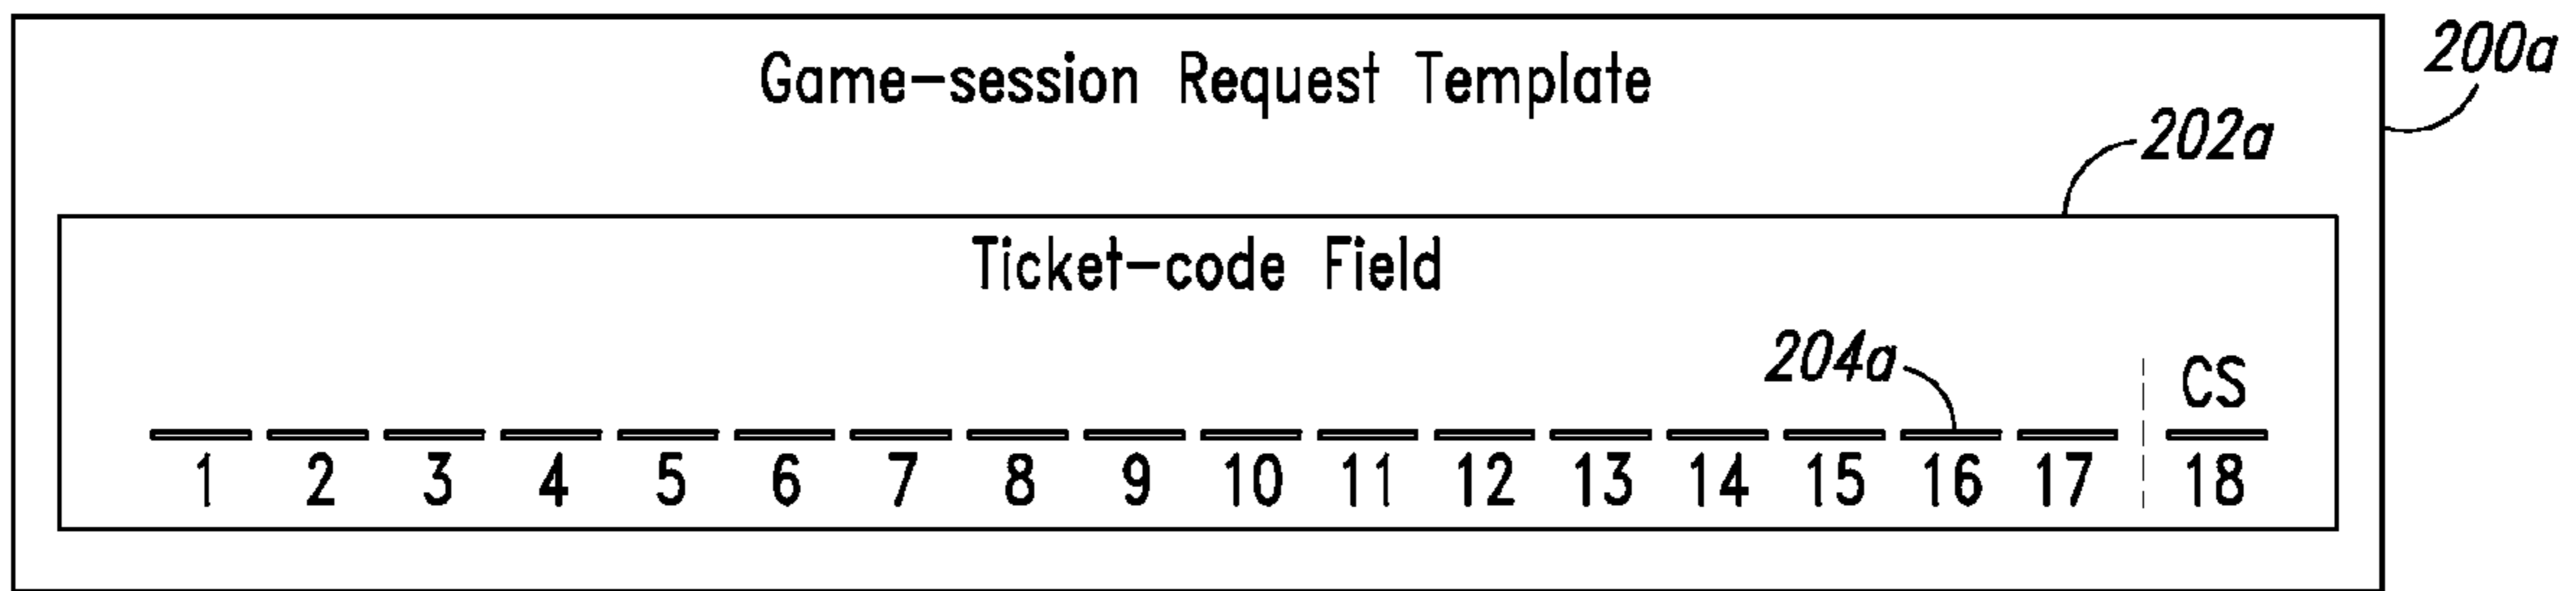 Game-session Request Template
200a
202a
Ticket-code Field
204a
CS
1 2 3 4 5 6 7 8 9 10 11 12 13 14 15 16 17 18